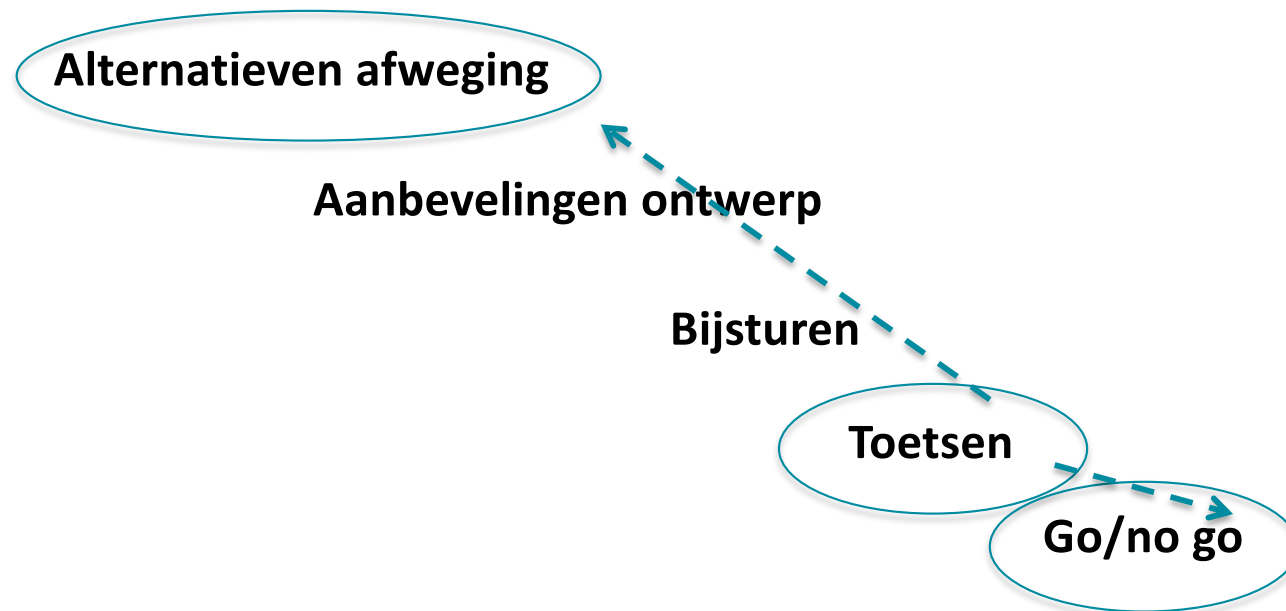 Alternatieven afweging
Aanbevelingen ontwerp
Bijsturen
Toetsen
Go/no go